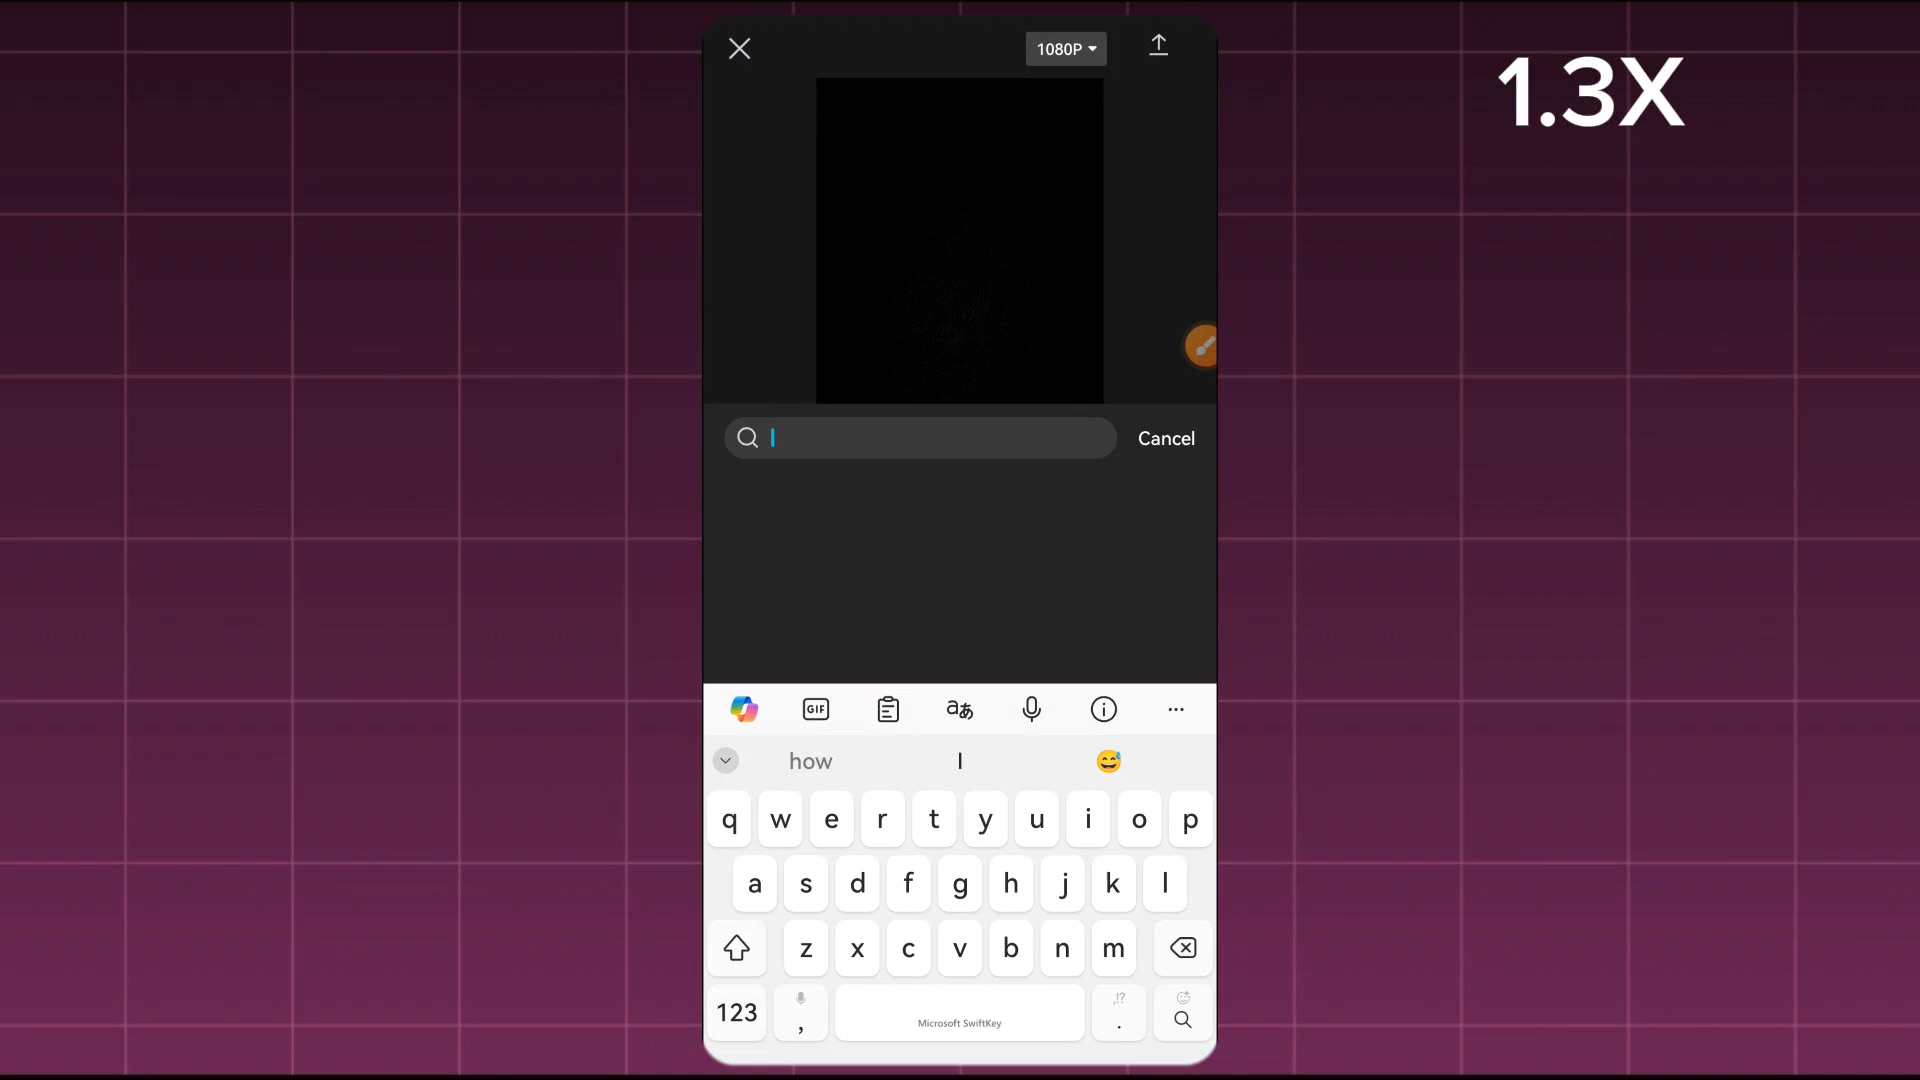 1080P
1.3X
Cancel
GIF
aあ
how I 😅
q w e r t y u i o p
a s d f g h j k l
z x c v b n m
123 , Microsoft SwiftKey ,!? .